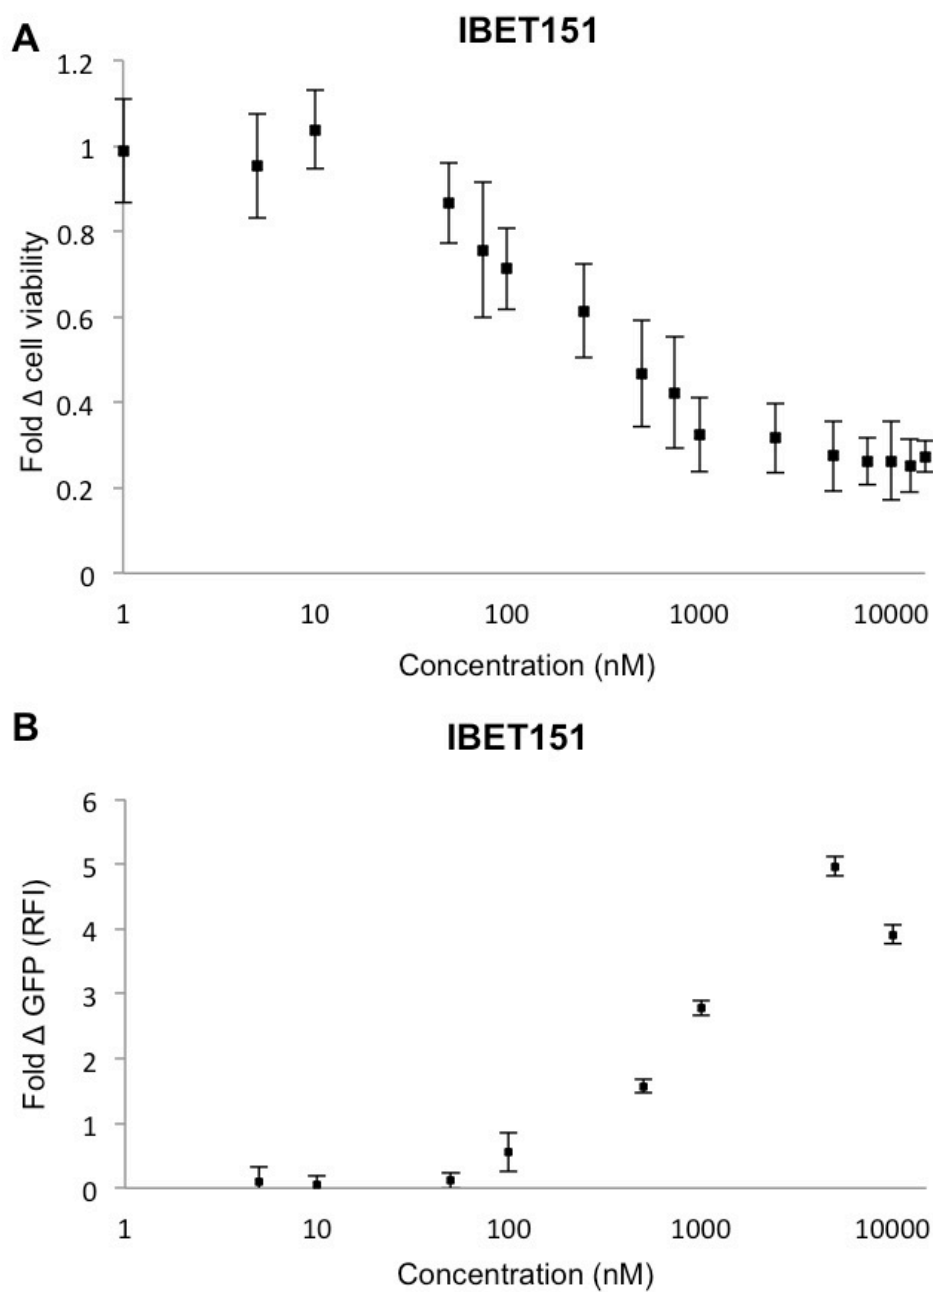 A
IBET151
1.2
1
0.8
0.6
0.4
0.2
0
Fold Δ cell viability
1 10 100 1000 10000
Concentration (nM)
B
IBET151
6
5
4
3
2
1
0
Fold Δ GFP (RFI)
1 10 100 1000 10000
Concentration (nM)